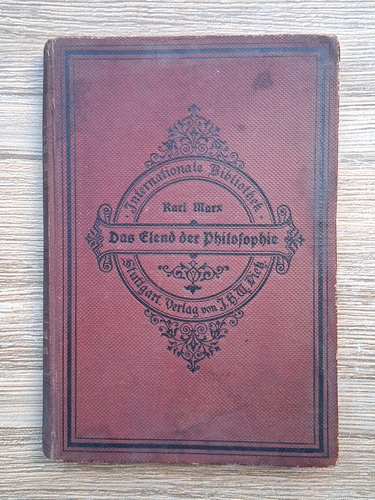 Internationale Bibliothek
Karl Marx
Das Elend der Philosophie
Stuttgart. Verlag von J. H. W. Dietz